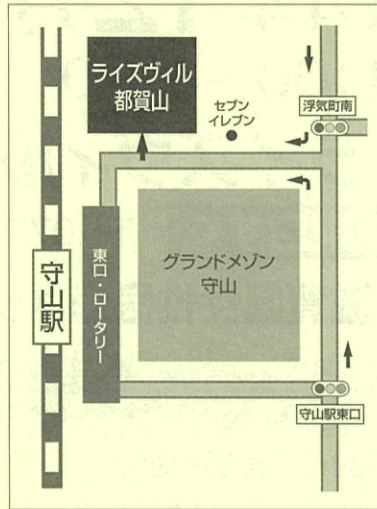 ライズヴィル
都賀山
セブン
イレブン
浮気町南
東口・ロータリー
グランドメゾン
守山
守山駅
守山駅東口